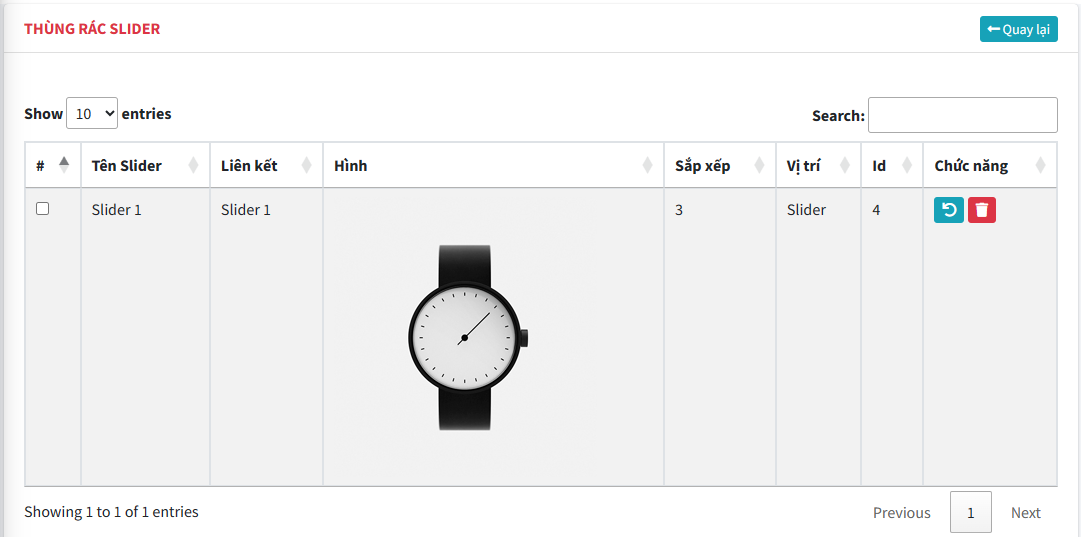 THÙNG RÁC SLIDER
Quay lại
Show 10 entries
Search:
# Tên Slider Liên kết Hình Sắp xếp Vị trí Id Chức năng
Slider 1 Slider 1 3 Slider 4
Showing 1 to 1 of 1 entries
Previous 1 Next